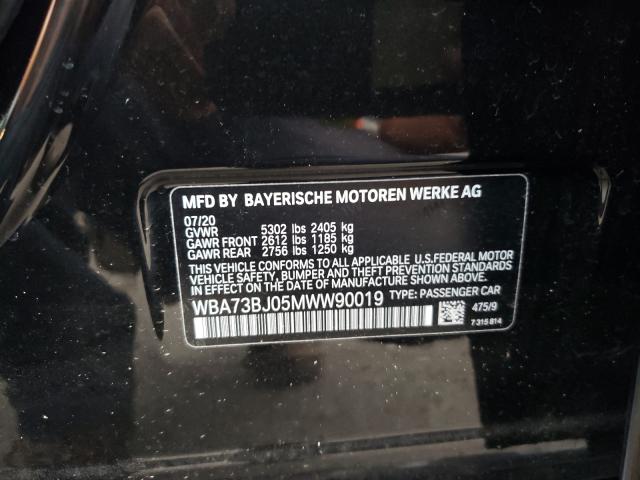 MFD BY BAYERISCHE MOTOREN WERKE AG
07/20
GVWR 5302 lbs 2405 kg
GAWR FRONT 2612 lbs 1185 kg
GAWR REAR 2756 lbs 1250 kg
THIS VEHICLE CONFORMS TO ALL APPLICABLE U.S.FEDERAL MOTOR
VEHICLE SAFETY, BUMPER AND THEFT PREVENTION STANDARDS
IN EFFECT ON THE DATE OF MANUFACTURE SHOWN ABOVE.
WBA73BJ05MWW90019 TYPE: PASSENGER CAR
475/9
7 315 814